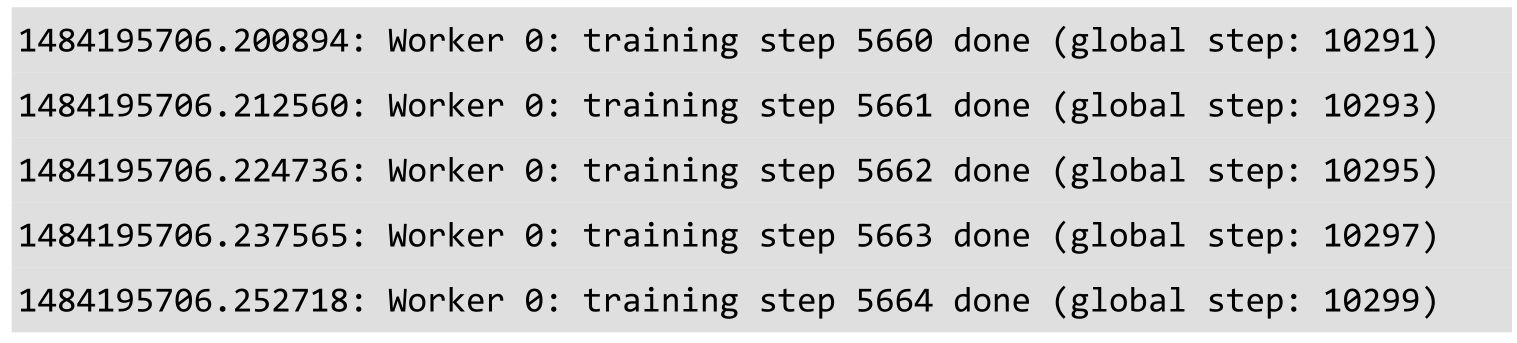 1484195706.200894: Worker 0: training step 5660 done (global step: 10291)
1484195706.212560: Worker 0: training step 5661 done (global step: 10293)
1484195706.224736: Worker 0: training step 5662 done (global step: 10295)
1484195706.237565: Worker 0: training step 5663 done (global step: 10297)
1484195706.252718: Worker 0: training step 5664 done (global step: 10299)